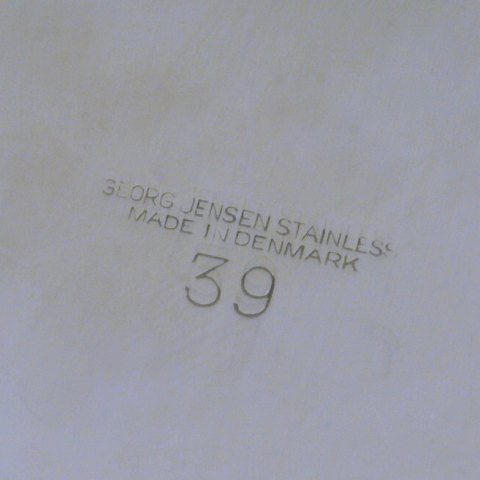 GEORG JENSEN STAINLESS
MADE IN DENMARK
39